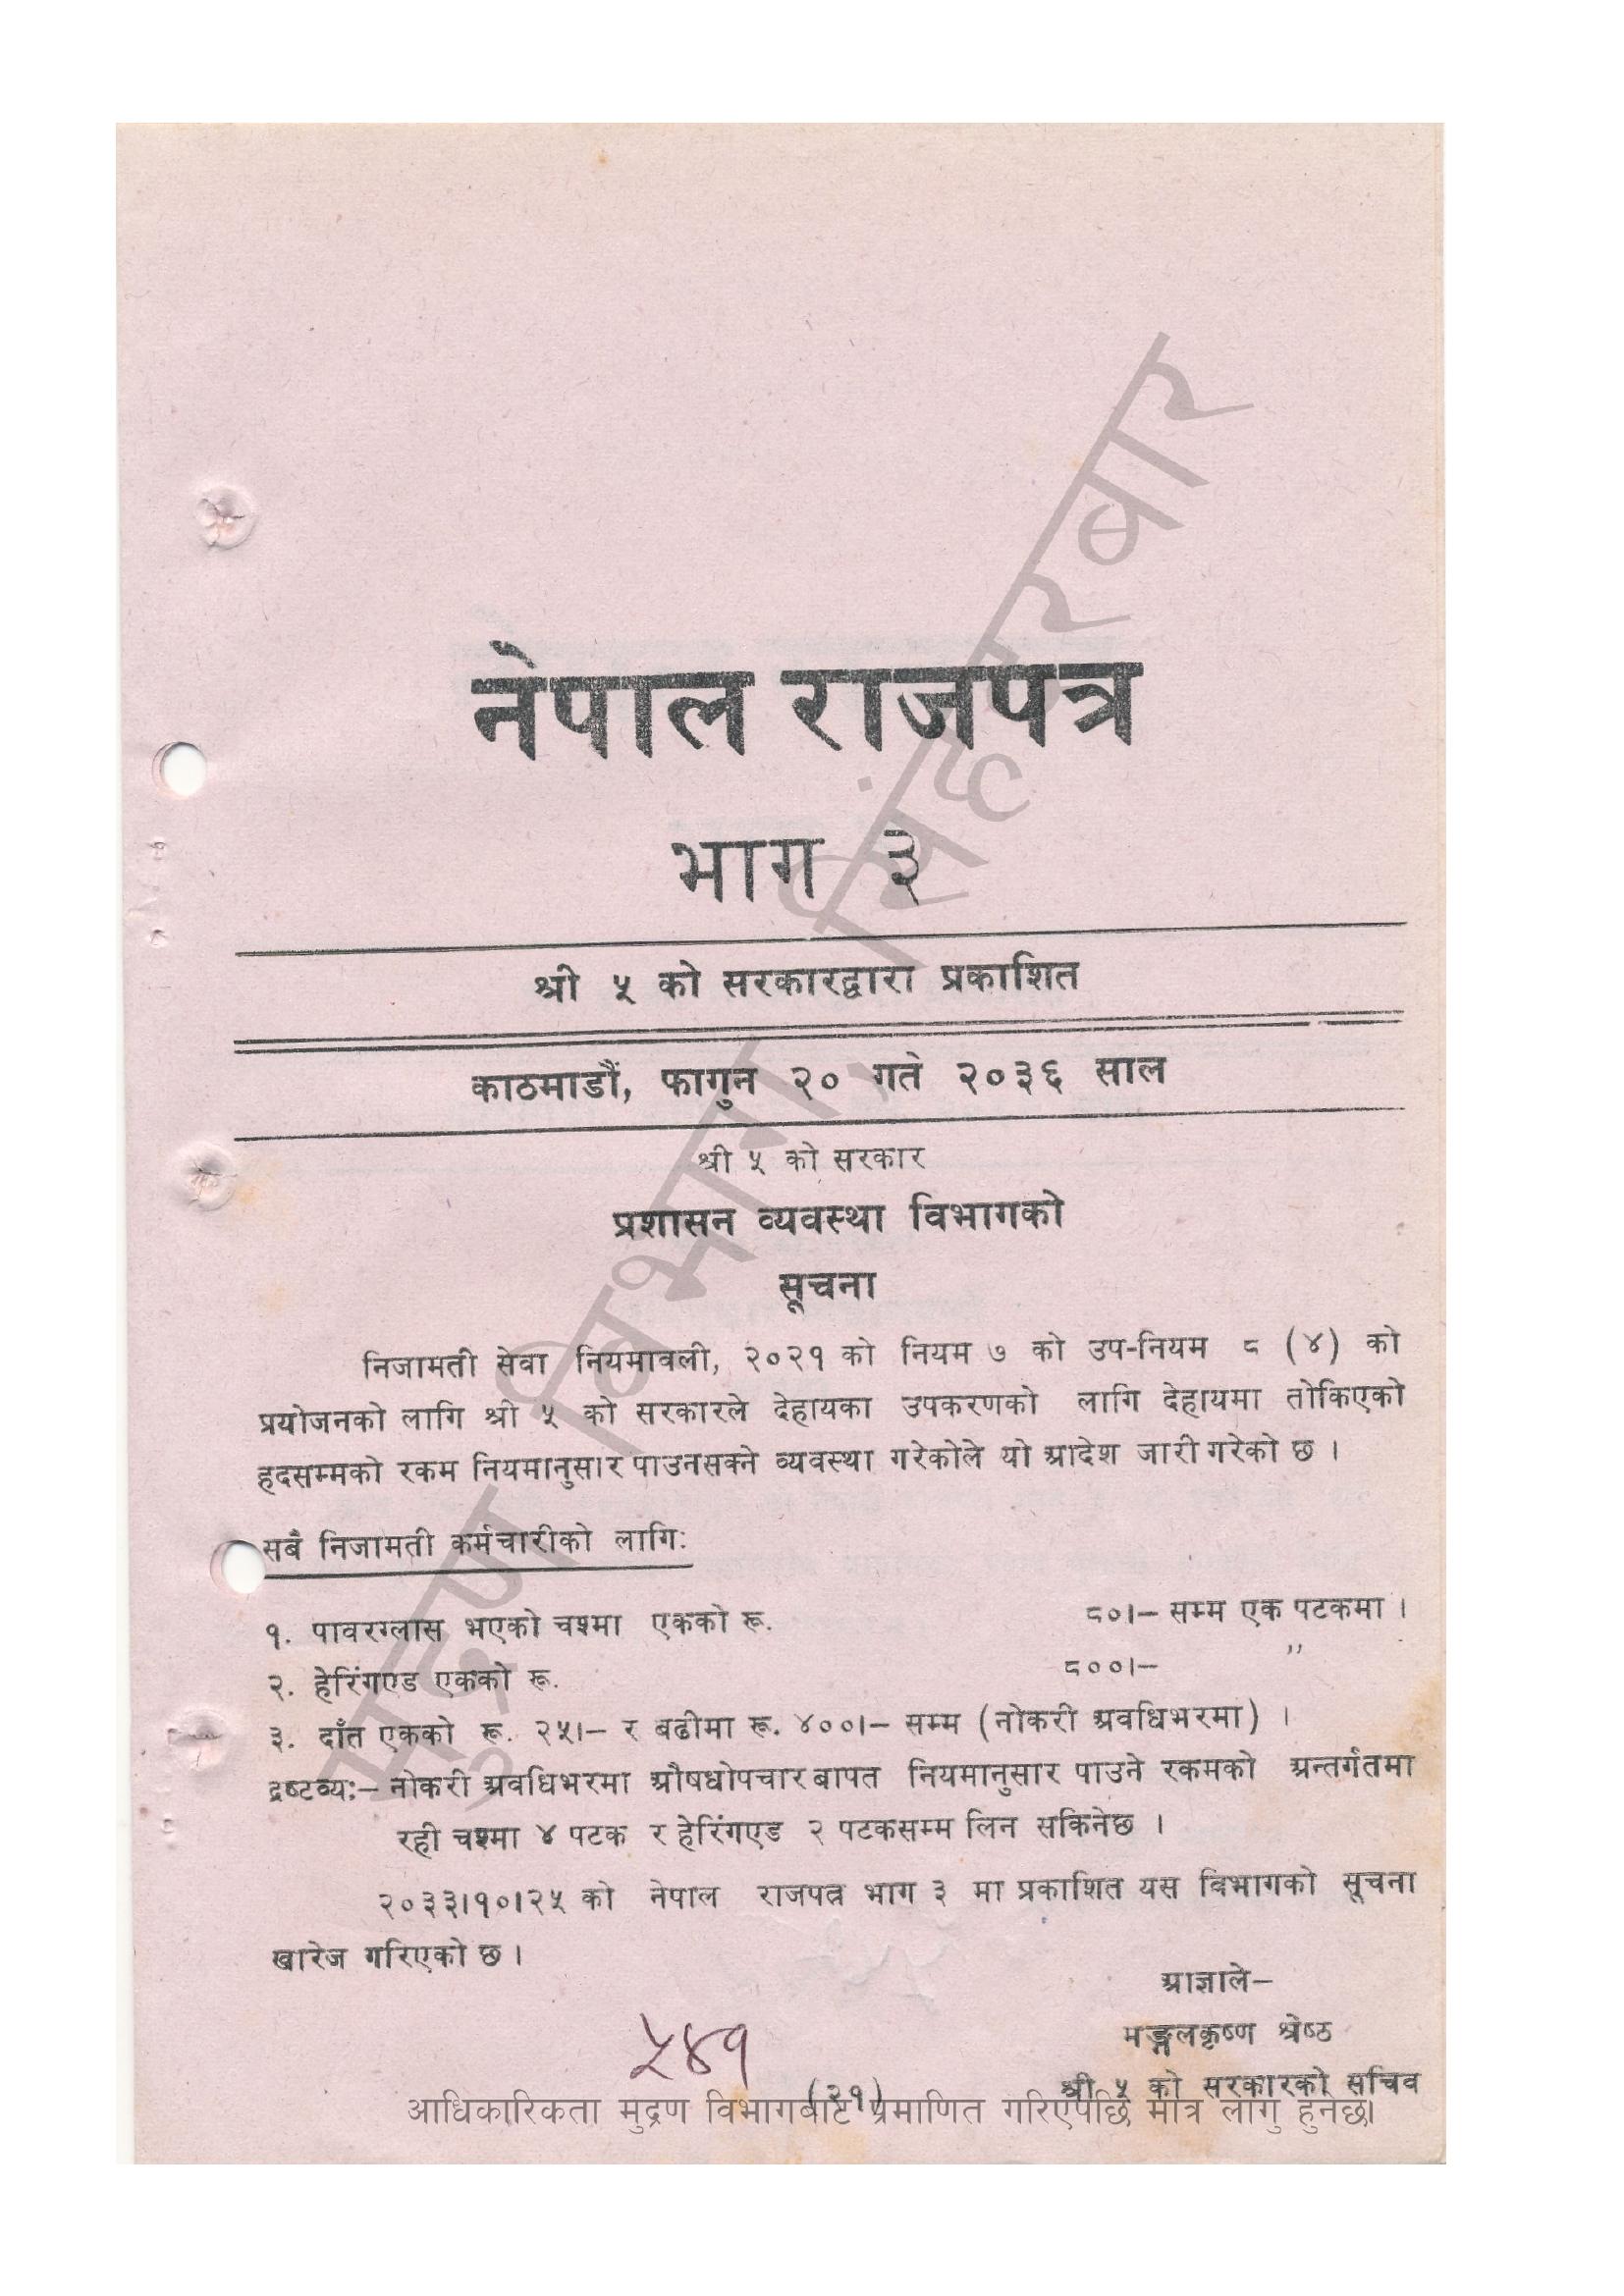 नेपाल राजपत्र
भाग ३
श्री ५ को सरकारद्वारा प्रकाशित
काठमाडौं, फागुन २० गते २०३६ साल
श्री ५ को सरकार
प्रशासन व्यवस्था विभागको
सूचना
निजामती सेवा नियमावली, २०२१ को नियम ७ को उप-नियम ८ (४) को
प्रयोजनको लागि श्री ५ को सरकारले देहायका उपकरणको लागि देहायमा तोकिएको
हदसम्मको रकम नियमानुसार पाउनसक्ने व्यवस्था गरेकोले यो आदेश जारी गरेको छ ।
सबै निजामती कर्मचारीको लागि:
१. पावरग्लास भएको चश्मा एकको रू. ८०।– सम्म एक पटकमा ।
२. हेरिंगएड एकको रू. ८००।– ”
३. दाँत एकको रू. २५।– र बढीमा रू. ४००।– सम्म (नोकरी अवधिभरमा) ।
द्रष्टव्य:– नोकरी अवधिभरमा औषधोपचार बापत नियमानुसार पाउने रकमको अन्तर्गतमा
रही चश्मा ४ पटक र हेरिंगएड २ पटकसम्म लिन सकिनेछ ।
२०३३।१०।२५ को नेपाल राजपत्र भाग ३ मा प्रकाशित यस विभागको सूचना
खारेज गरिएको छ ।
आज्ञाले–
मङ्गलकृष्ण श्रेष्ठ
श्री ५ को सरकारको सचिव
५४१
(२१)
आधिकारिकता मुद्रण विभागबाट प्रमाणित गरिएपछि मात्र लागु हुनेछ।
मुद्रण विभाग, सिंहदरबार